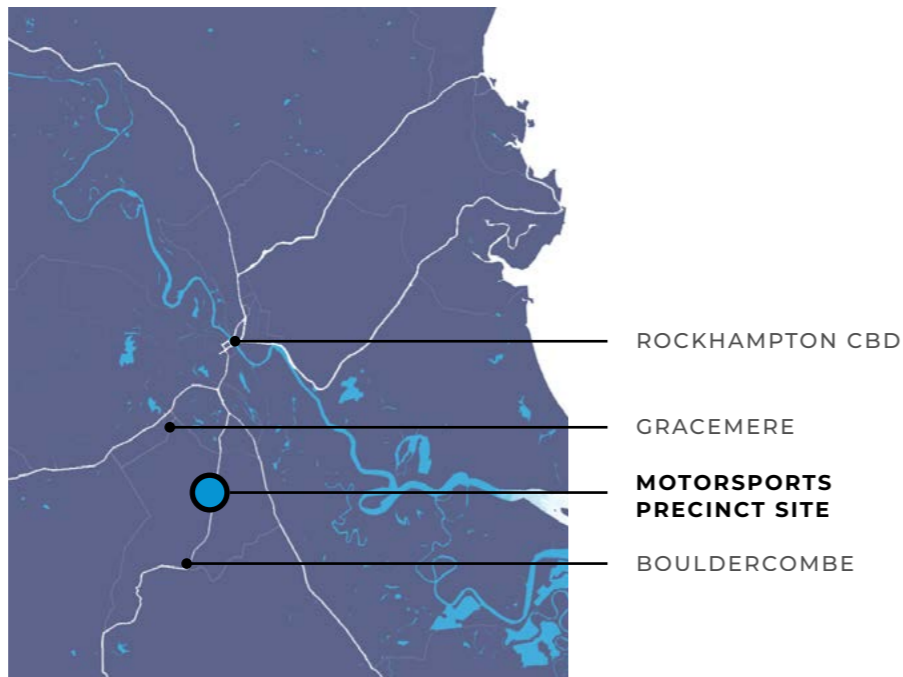 ROCKHAMPTON CBD
GRACEMERE
MOTORSPORTS
PRECINCT SITE
BOULDERCOMBE